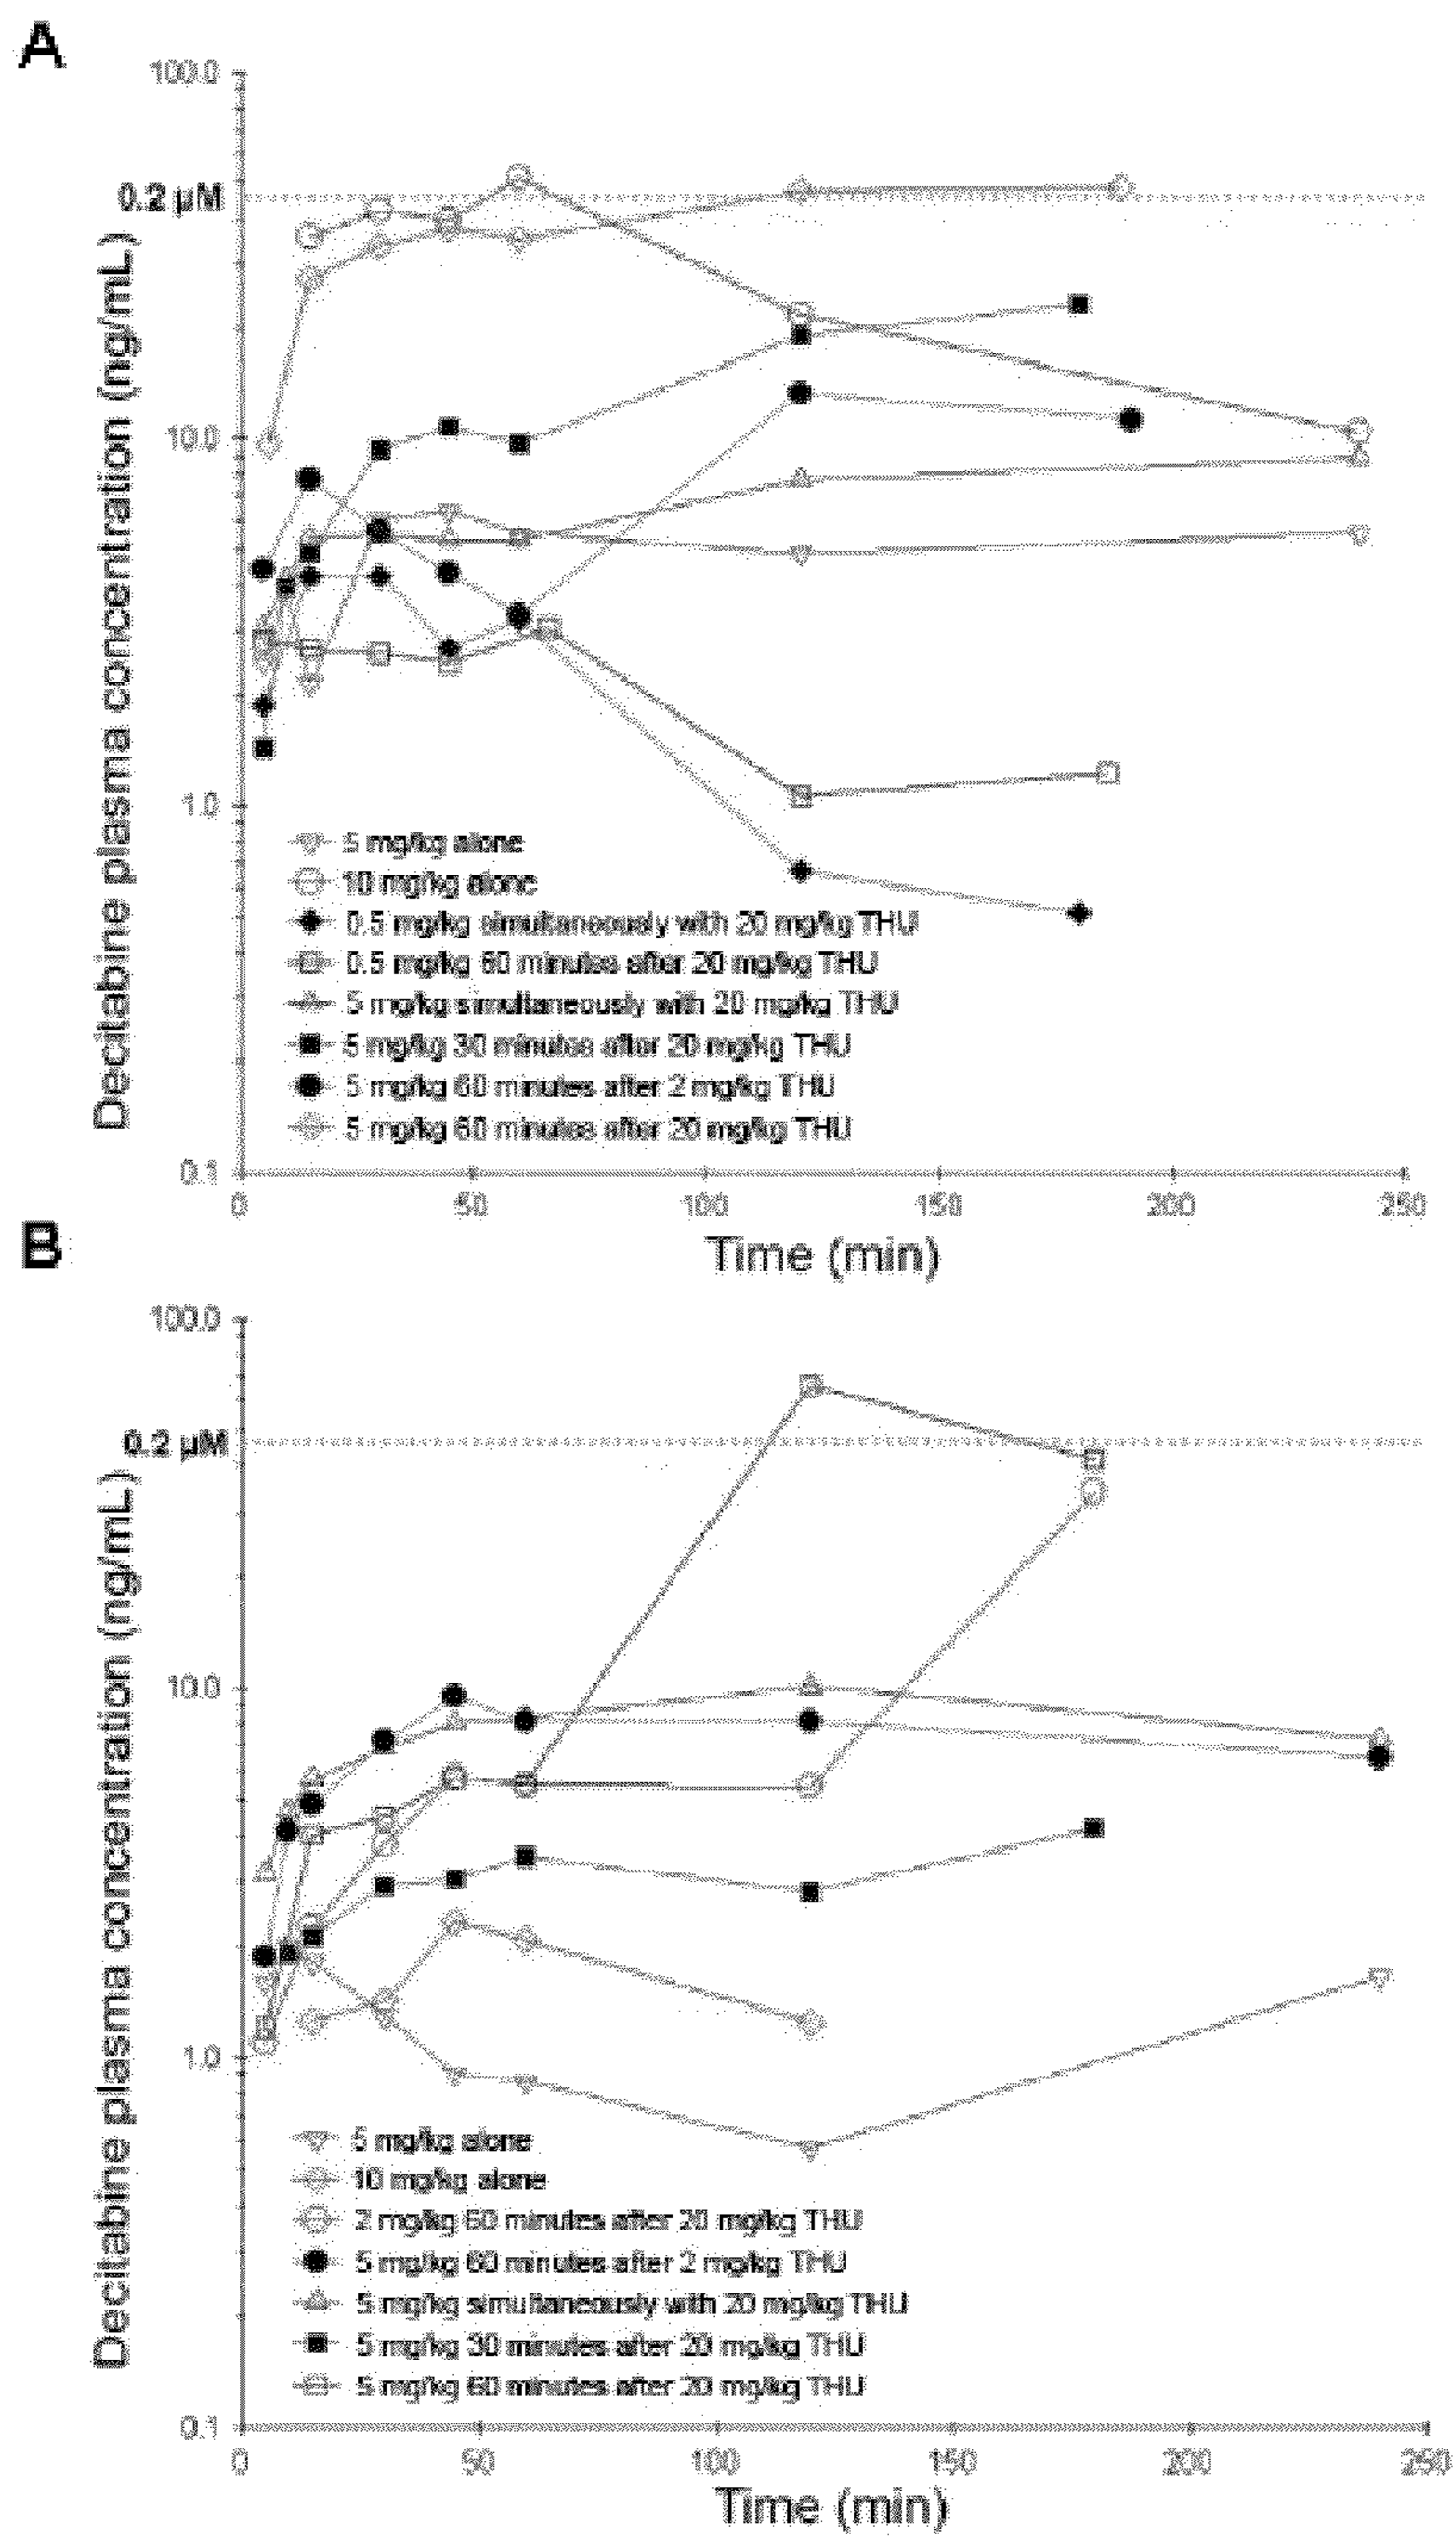 A
100.0
0.2 µM
10.0
1.0
0.1
Decitabine plasma concentration (ng/mL)
5 mg/kg alone
10 mg/kg alone
0.5 mg/kg simultaneously with 20 mg/kg THU
0.5 mg/kg 60 minutes after 20 mg/kg THU
5 mg/kg simultaneously with 20 mg/kg THU
5 mg/kg 30 minutes after 20 mg/kg THU
5 mg/kg 60 minutes after 2 mg/kg THU
5 mg/kg 60 minutes after 20 mg/kg THU
0 50 100 150 200 250
Time (min)
B
100.0
0.2 µM
10.0
1.0
0.1
Decitabine plasma concentration (ng/mL)
5 mg/kg alone
10 mg/kg alone
2 mg/kg 60 minutes after 20 mg/kg THU
5 mg/kg 60 minutes after 2 mg/kg THU
5 mg/kg simultaneously with 20 mg/kg THU
5 mg/kg 30 minutes after 20 mg/kg THU
5 mg/kg 60 minutes after 20 mg/kg THU
0 50 100 150 200 250
Time (min)